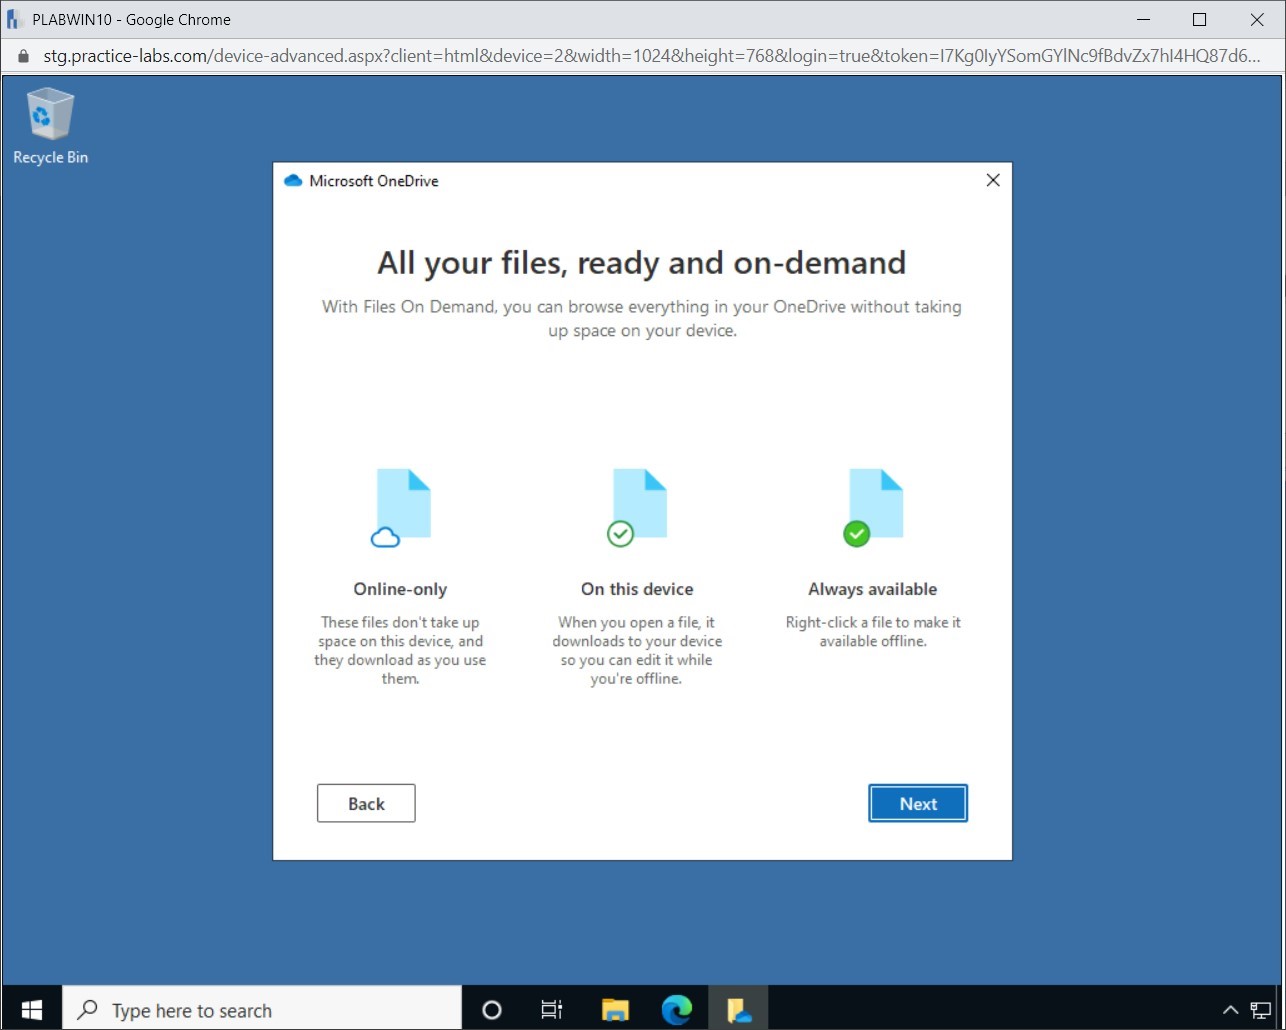 PLABWIN10 - Google Chrome
stg.practice-labs.com/device-advanced.aspx?client=html&device=2&width=1024&height=768&login=true&token=I7Kg0IyYSomGYlNc9fBdvZx7hI4HQ87d6...
Recycle Bin
Microsoft OneDrive
All your files, ready and on-demand
With Files On Demand, you can browse everything in your OneDrive without taking
up space on your device.
Online-only
These files don't take up
space on this device, and
they download as you use
them.
On this device
When you open a file, it
downloads to your device
so you can edit it while
you're offline.
Always available
Right-click a file to make it
available offline.
Back
Next
Type here to search